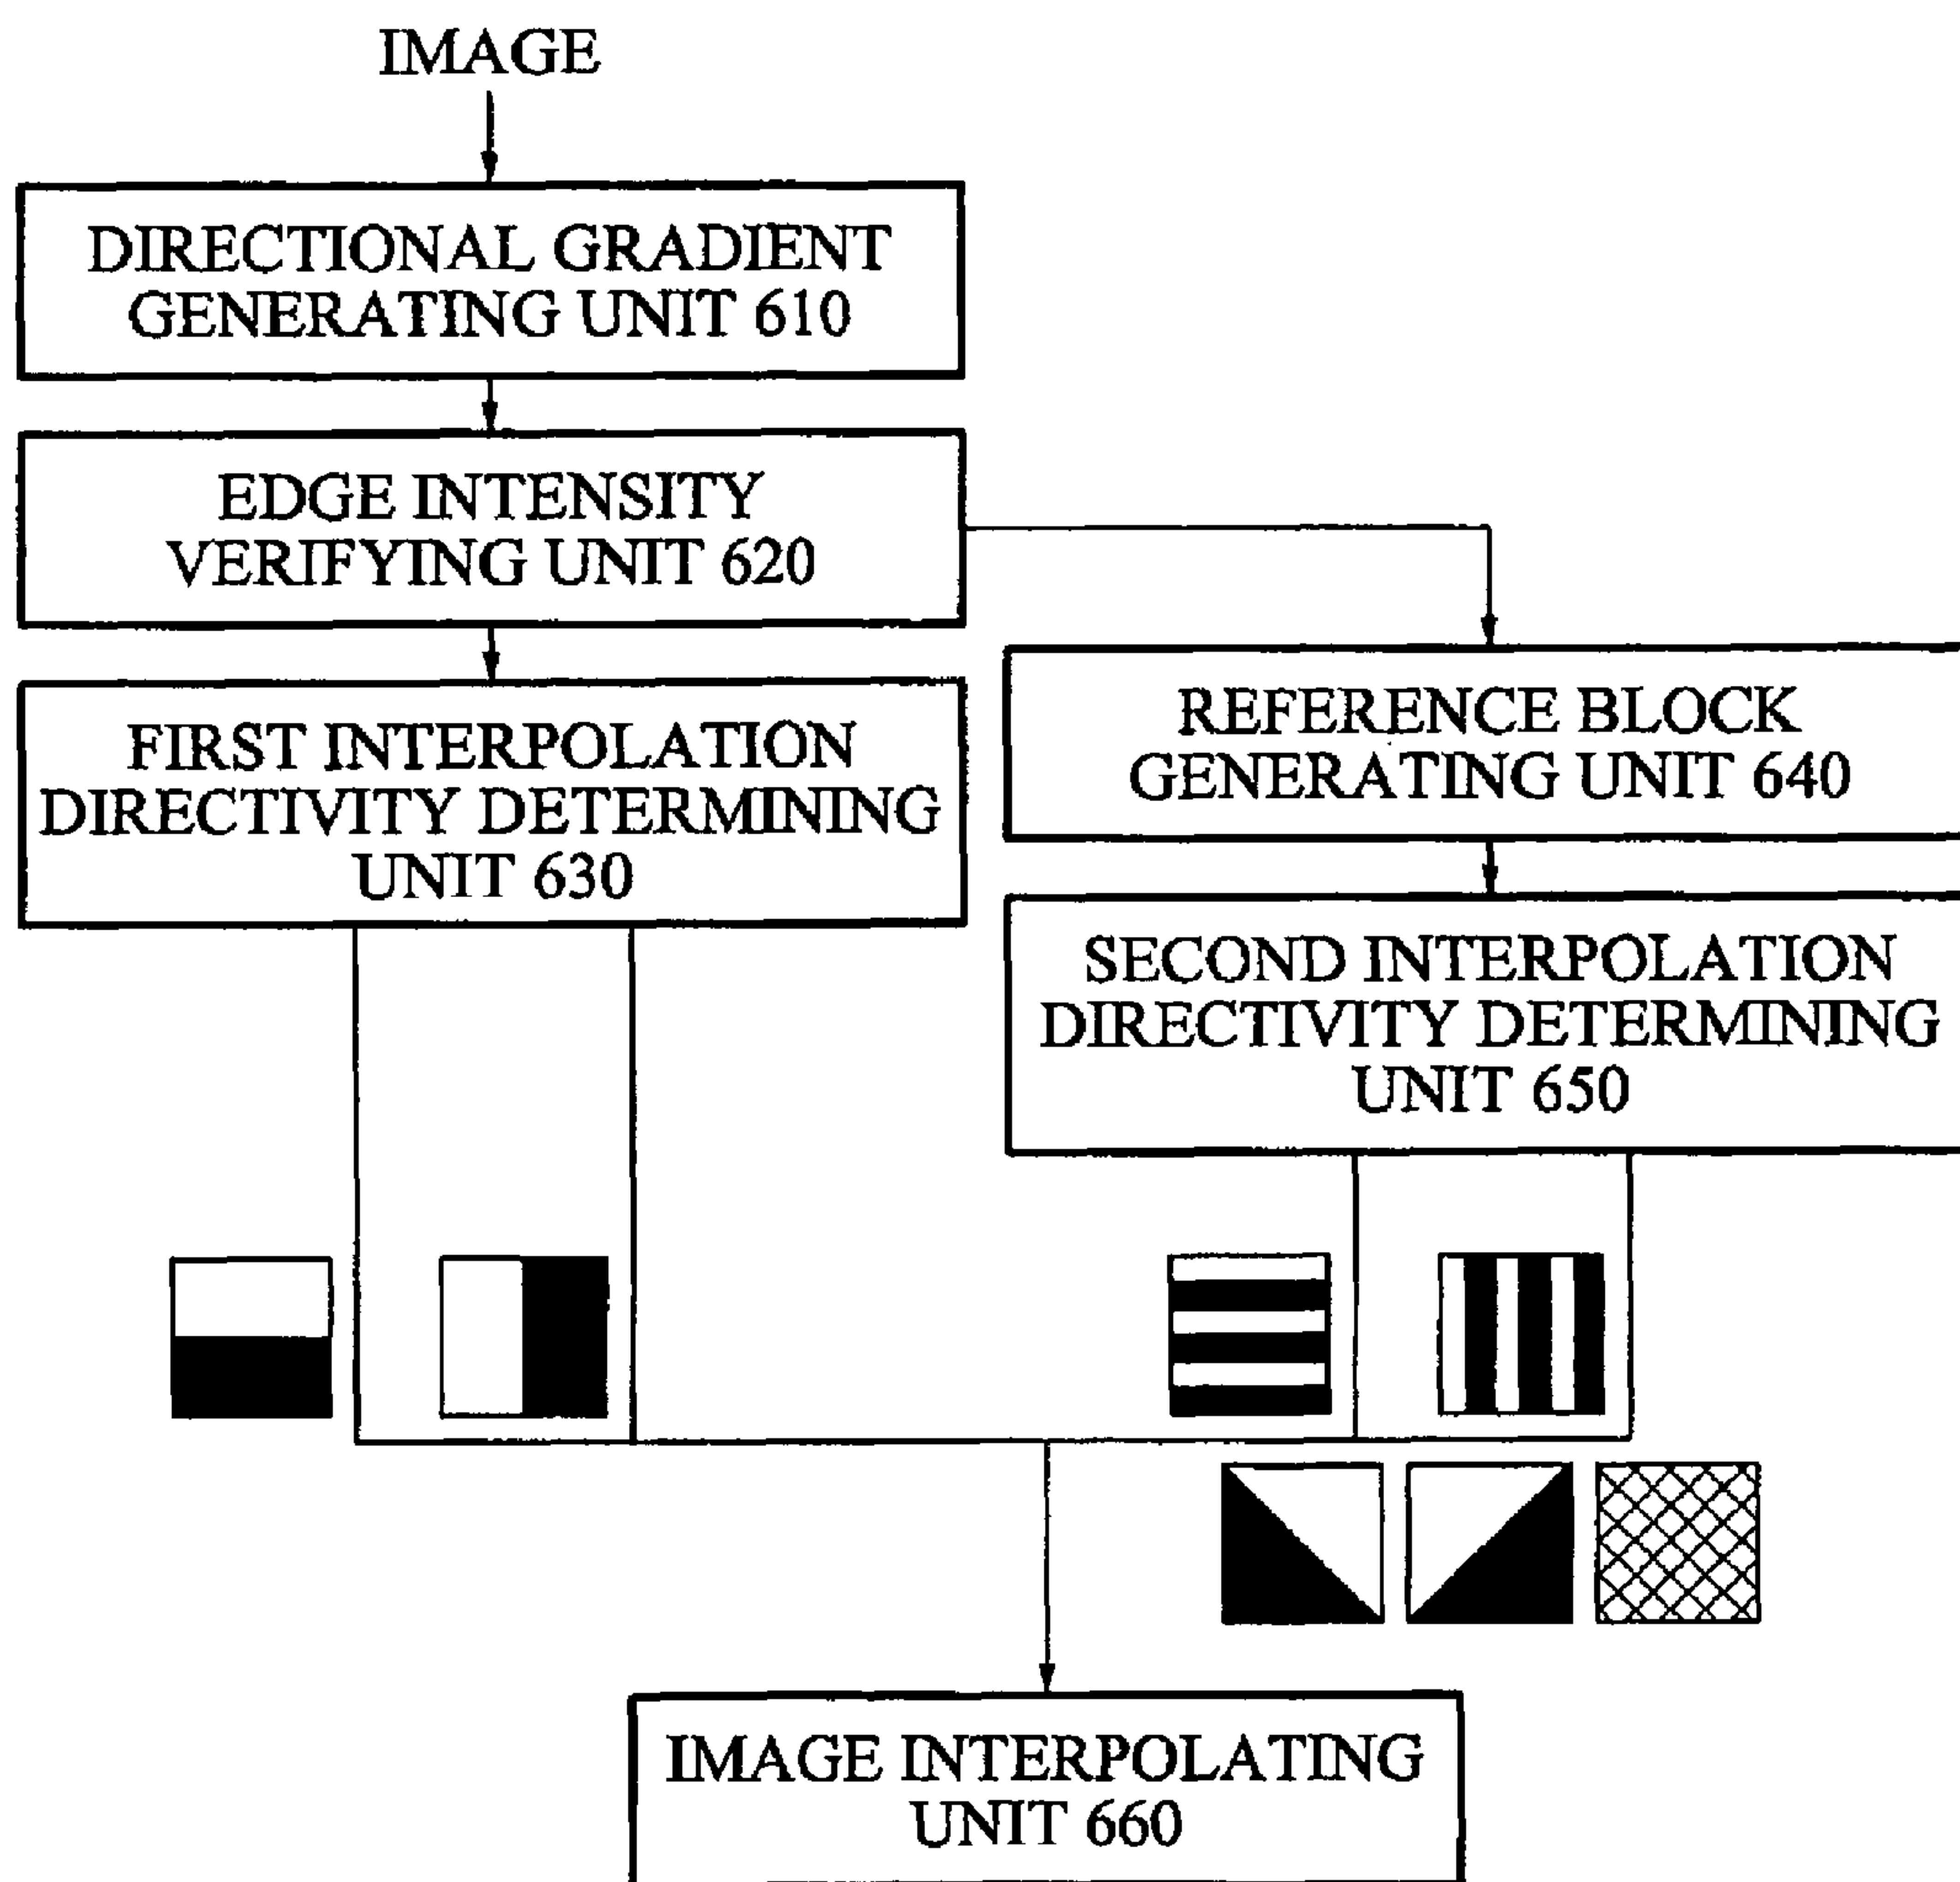 IMAGE
DIRECTIONAL GRADIENT
GENERATING UNIT 610
EDGE INTENSITY
VERIFYING UNIT 620
FIRST INTERPOLATION
DIRECTIVITY DETERMINING
UNIT 630
REFERENCE BLOCK
GENERATING UNIT 640
SECOND INTERPOLATION
DIRECTIVITY DETERMINING
UNIT 650
IMAGE INTERPOLATING
UNIT 660